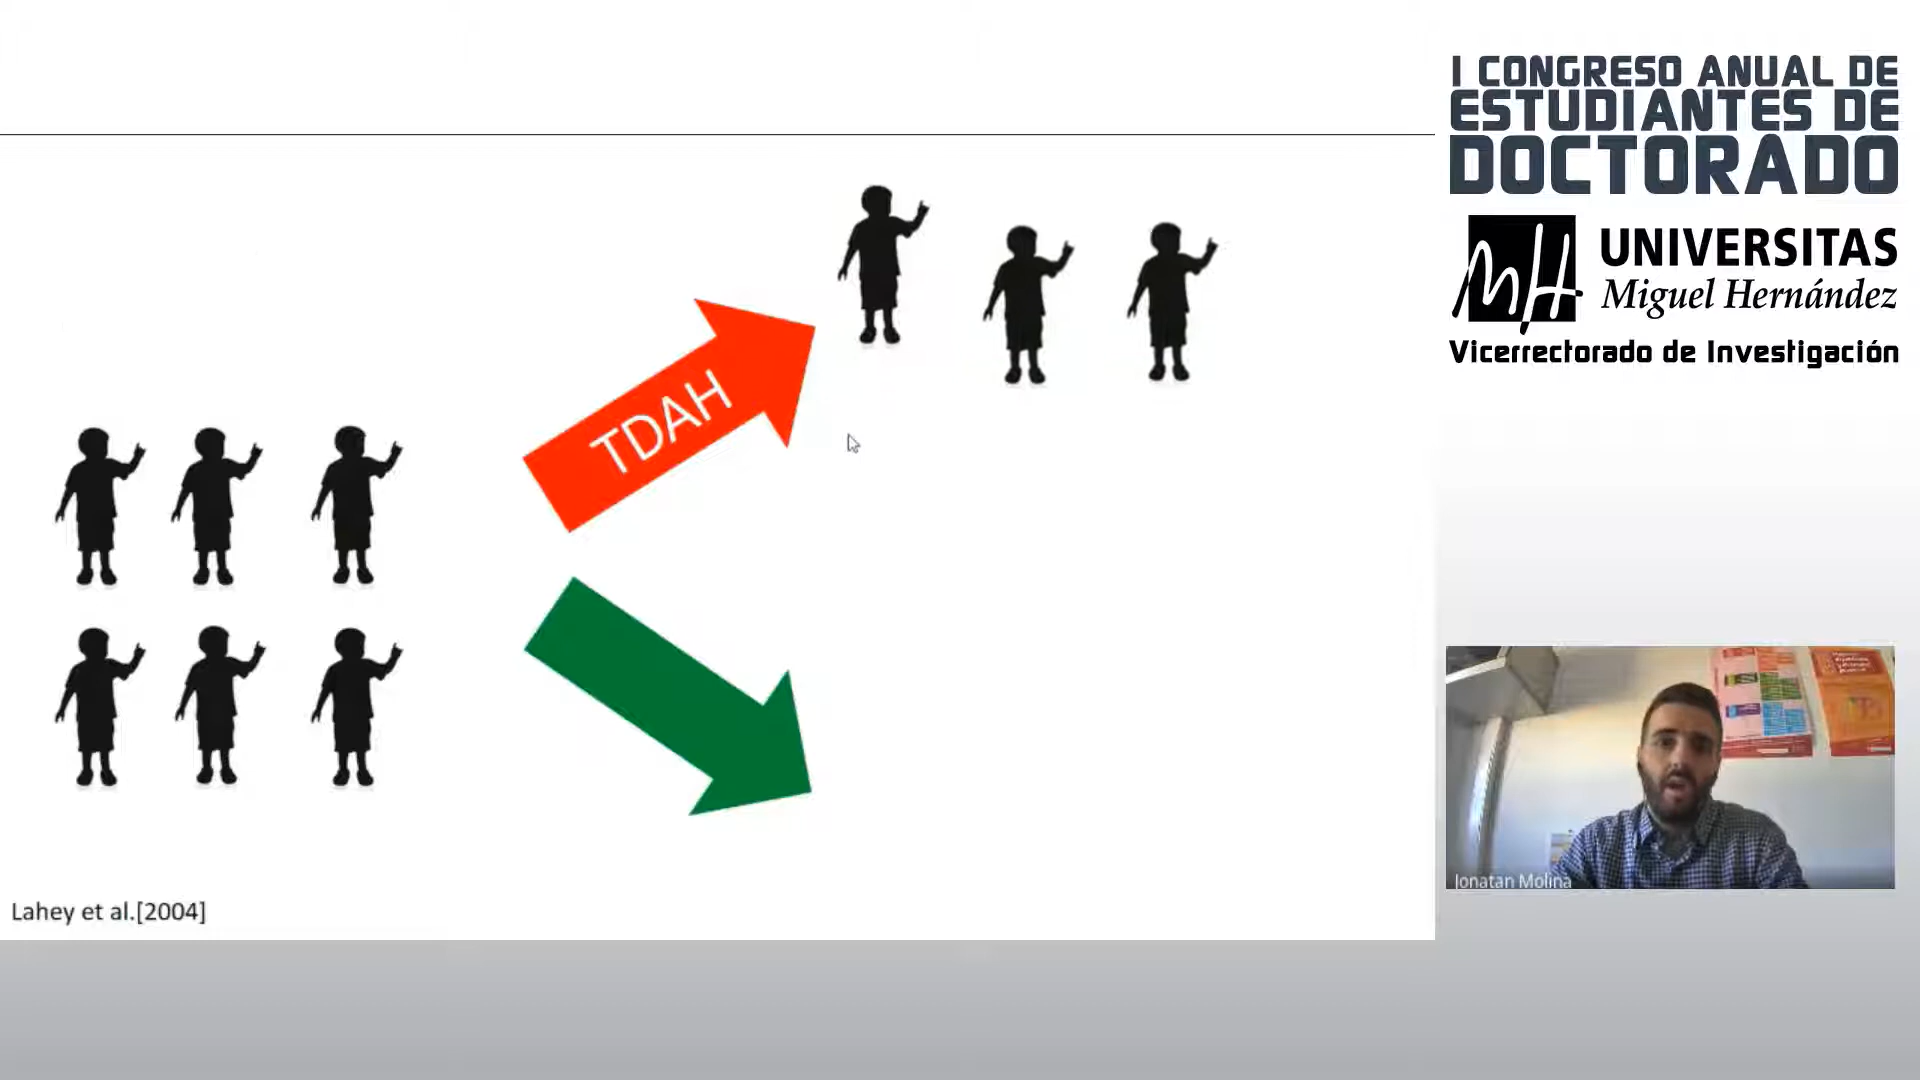 I CONGRESO ANUAL DE
ESTUDIANTES DE
DOCTORADO
UNIVERSITAS
Miguel Hernández
Vicerrectorado de Investigación
TDAH
Lahey et al.[2004]
Jonatan Molina